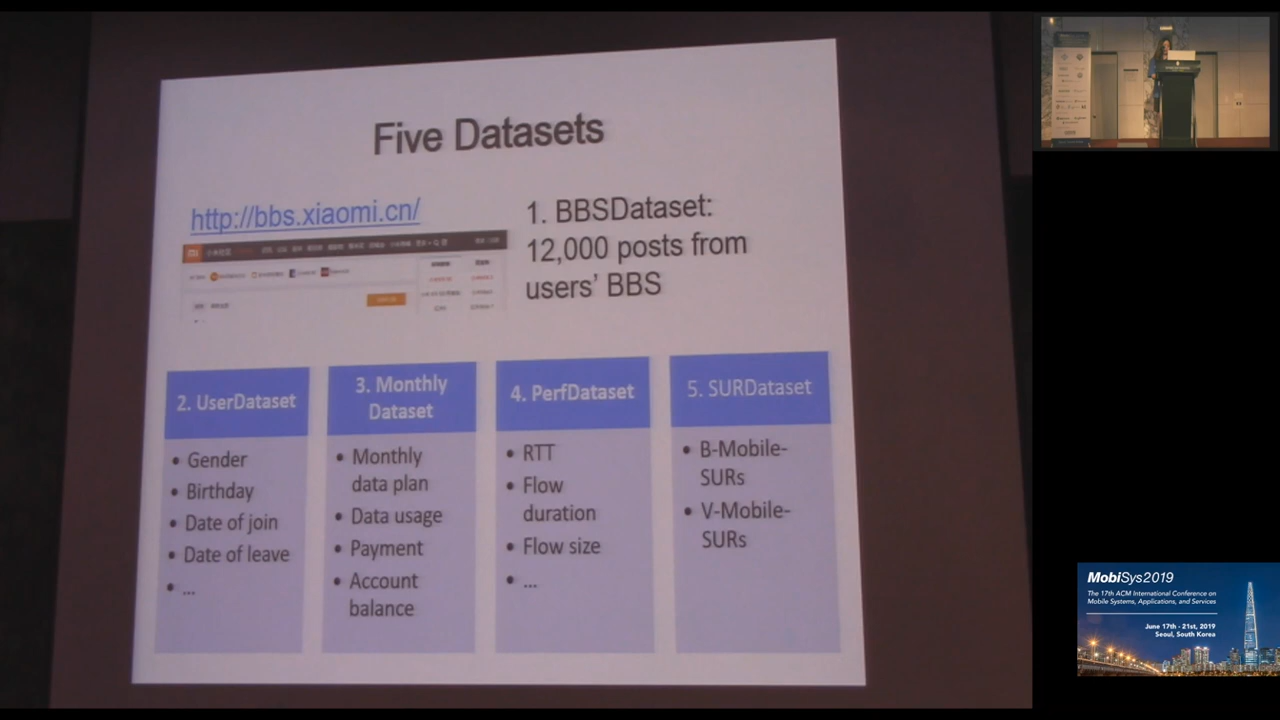 Five Datasets
http://bbs.xiaomi.cn/
1. BBSDataset:
12,000 posts from
users' BBS
2. UserDataset
• Gender
• Birthday
• Date of join
• Date of leave
• ...
3. Monthly
Dataset
• Monthly
data plan
• Data usage
• Payment
• Account
balance
4. PerfDataset
• RTT
• Flow
duration
• Flow size
• ...
5. SURDataset
• B-Mobile-
SURs
• V-Mobile-
SURs
MobiSys2019
The 17th ACM International Conference on
Mobile Systems, Applications, and Services
June 17th - 21st, 2019
Seoul, South Korea